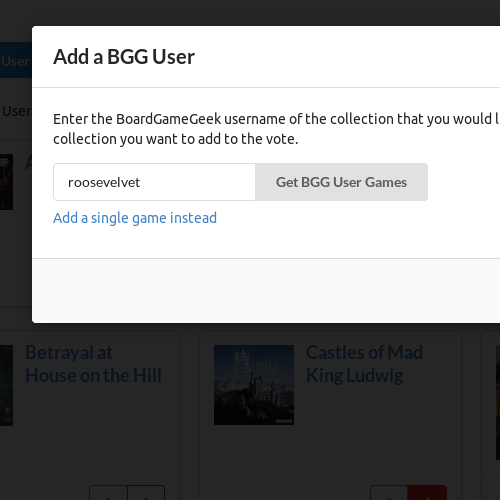 Add a BGG User
User
Enter the BoardGameGeek username of the collection that you would l
User
collection you want to add to the vote.
roosevelvet
Get BGG User Games
Add a single game instead
Betrayal at
House on the Hill
Castles of Mad
King Ludwig
Castles